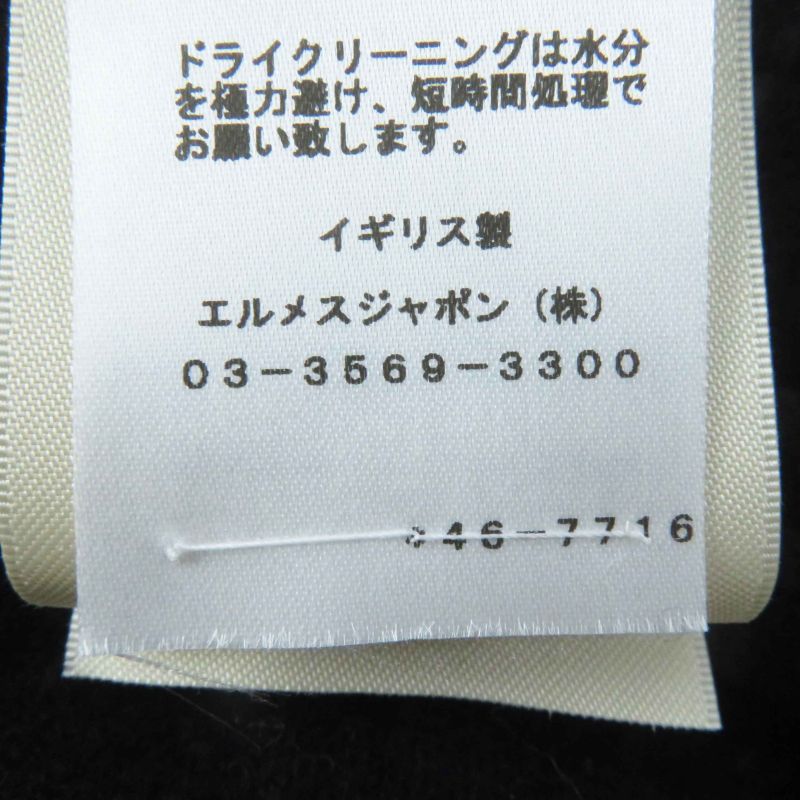 ドライクリーニングは水分
を極力避け、短時間処理で
お願い致します。
イギリス製
エルメスジャポン（株）
03-3569-3300
46-7716